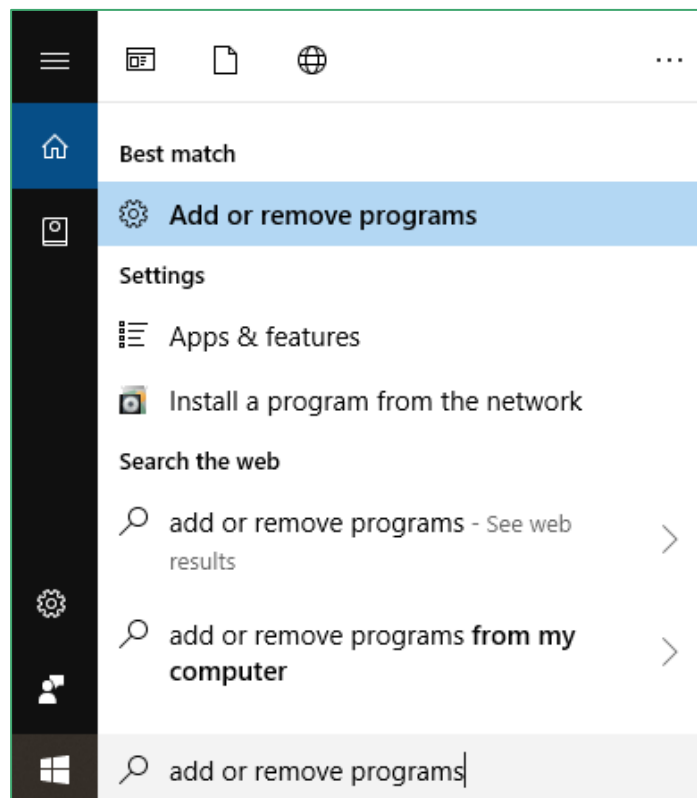 ...
Best match
Add or remove programs
Settings
Apps & features
Install a program from the network
Search the web
add or remove programs - See web
results
add or remove programs from my
computer
add or remove programs